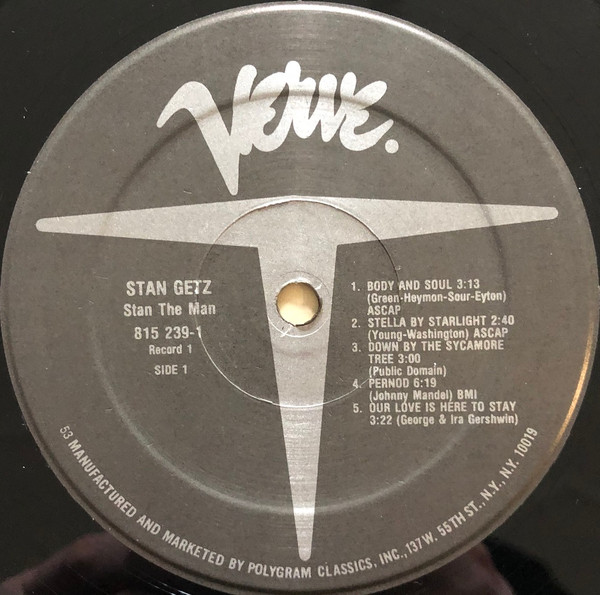 Verve.
STAN GETZ
Stan The Man
815 239-1
Record 1
SIDE 1
1. BODY AND SOUL 3:13
(Green-Heymon-Sour-Eyton)
ASCAP
2. STELLA BY STARLIGHT 2:40
(Young-Washington) ASCAP
3. DOWN BY THE SYCAMORE
TREE 3:00
(Public Domain)
4. PERNOD 6:19
(Johnny Mandel) BMI
5. OUR LOVE IS HERE TO STAY
3:22 (George & Ira Gershwin)
53 MANUFACTURED AND MARKETED BY POLYGRAM CLASSICS, INC., 137 W. 55TH ST., N.Y., N.Y. 10019